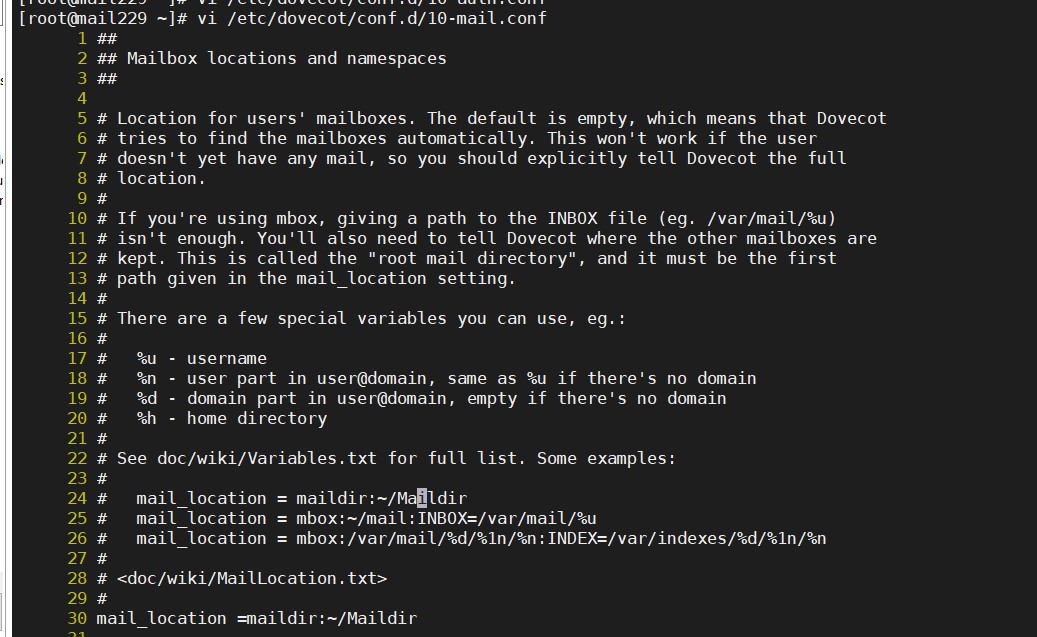 [root@mail229 ~]# vi /etc/dovecot/conf.d/10-auth.conf
[root@mail229 ~]# vi /etc/dovecot/conf.d/10-mail.conf
1 ##
2 ## Mailbox locations and namespaces
3 ##
4
5 # Location for users' mailboxes. The default is empty, which means that Dovecot
6 # tries to find the mailboxes automatically. This won't work if the user
7 # doesn't yet have any mail, so you should explicitly tell Dovecot the full
8 # location.
9 #
10 # If you're using mbox, giving a path to the INBOX file (eg. /var/mail/%u)
11 # isn't enough. You'll also need to tell Dovecot where the other mailboxes are
12 # kept. This is called the "root mail directory", and it must be the first
13 # path given in the mail_location setting.
14 #
15 # There are a few special variables you can use, eg.:
16 #
17 #   %u - username
18 #   %n - user part in user@domain, same as %u if there's no domain
19 #   %d - domain part in user@domain, empty if there's no domain
20 #   %h - home directory
21 #
22 # See doc/wiki/Variables.txt for full list. Some examples:
23 #
24 #   mail_location = maildir:~/Maildir
25 #   mail_location = mbox:~/mail:INBOX=/var/mail/%u
26 #   mail_location = mbox:/var/mail/%d/%1n/%n:INDEX=/var/indexes/%d/%1n/%n
27 #
28 # <doc/wiki/MailLocation.txt>
29 #
30 mail_location =maildir:~/Maildir